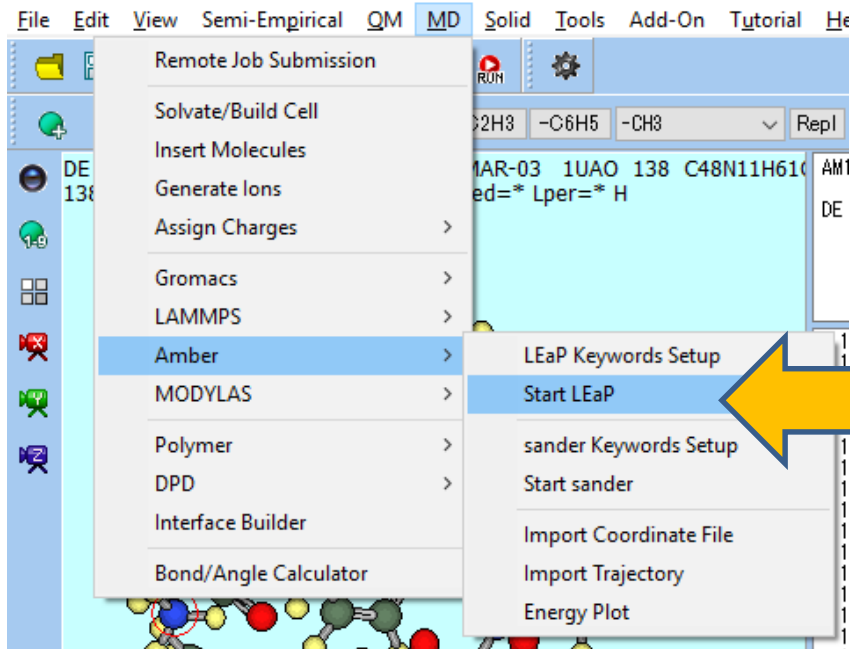 File Edit View Semi-Empirical QM MD Solid Tools Add-On Tutorial
RUN
C2H3 -C6H5 -CH3 Repl
DE MAR-03 1UAO 138 C48N11H61
138 ed=* Lper=* H
AM1
DE
1-9
X
Y
Z
Remote Job Submission
Solvate/Build Cell
Insert Molecules
Generate Ions
Assign Charges >
Gromacs >
LAMMPS >
Amber >
MODYLAS >
Polymer >
DPD >
Interface Builder
Bond/Angle Calculator
LEaP Keywords Setup
Start LEaP
sander Keywords Setup
Start sander
Import Coordinate File
Import Trajectory
Energy Plot